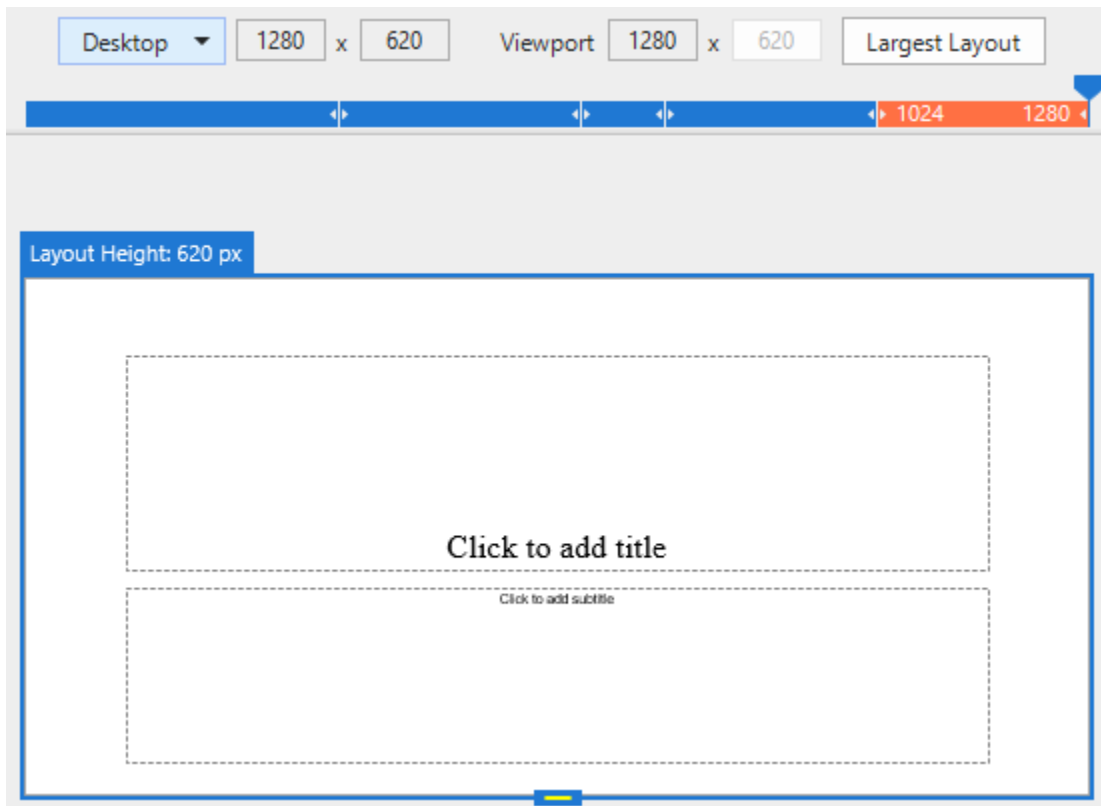 Desktop 1280 x 620 Viewport 1280 x 620 Largest Layout
1024 1280
Layout Height: 620 px
Click to add title
Click to add subtitle